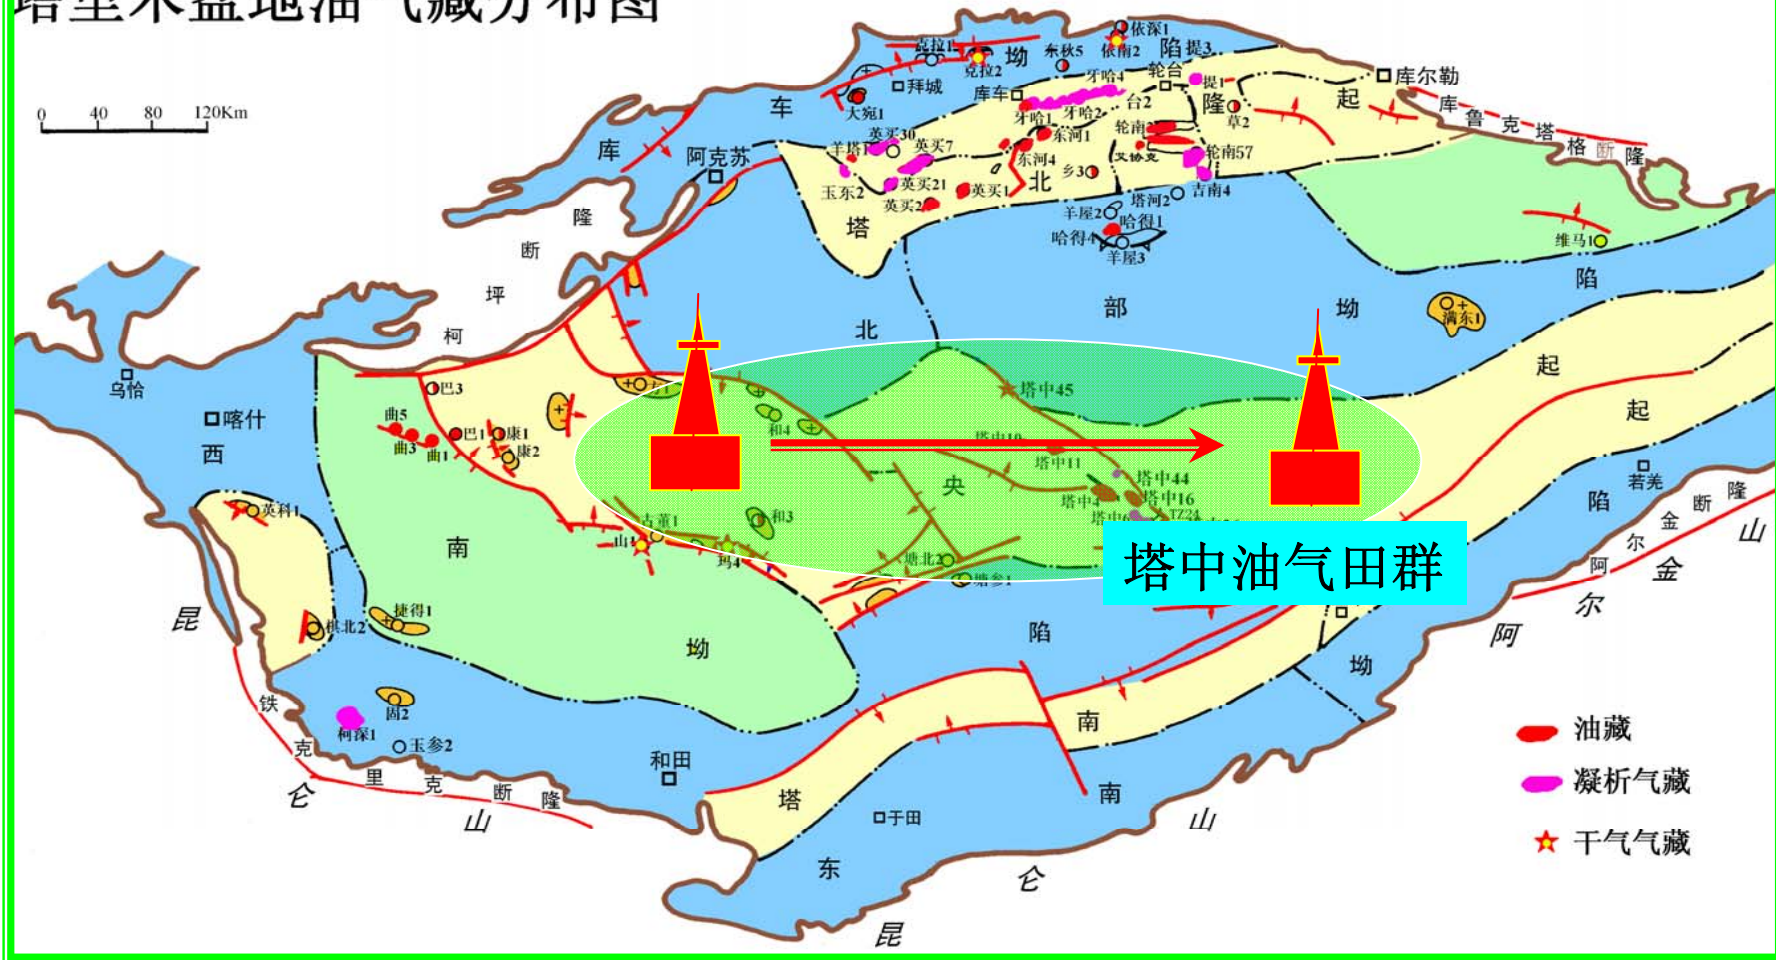 塔里木盆地油气藏分布图
0 40 80 120Km
依深1
克拉1
坳
东秋5
依南2
陷
提3
克拉2
拜城
库车
牙哈4
轮台
提1
库尔勒
车
大宛1
台2
隆
起
库
牙哈1
牙哈2
草2
鲁
克
塔
格
断
隆
英买30
东河1
轮南2
库
阿克苏
羊塔1
英买7
东河4
艾协克
轮南57
玉东2
英买21
英买1
北
乡3
吉南4
英买2
塔河2
隆
塔
羊屋2
哈得1
断
哈得4
羊屋3
维马1
坪
陷
柯
北
部
坳
满东1
起
乌恰
巴3
塔中45
喀什
曲5
起
西
曲3
曲1
巴1
康1
康2
和4
塔中10
塔中11
央
塔中44
塔中4
塔中16
若羌
英科1
TZ24
和3
古董1
陷
金
断
隆
山
南
山1
玛4
塘北2
塘参1
塔中油气田群
尔
阿
金
昆
棋北2
捷得1
尔
阿
陷
坳
坳
铁
固2
柯深1
玉参2
南
油藏
克
里
克
断
隆
和田
凝析气藏
仑
山
塔
于田
南
山
干气气藏
东
仑
昆